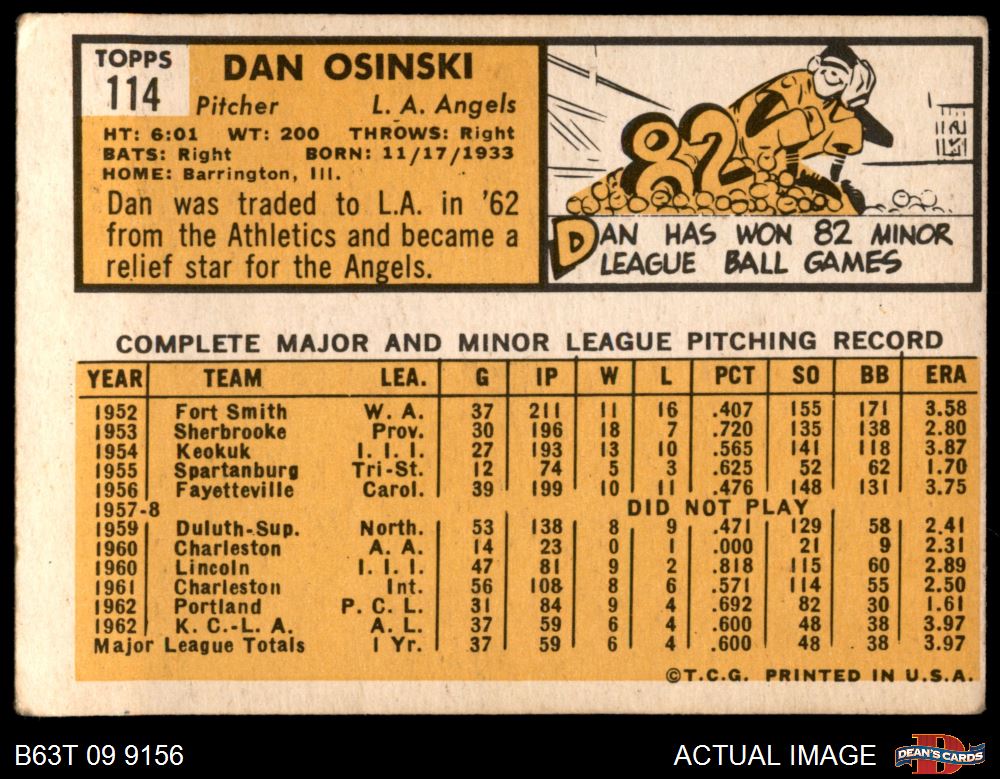 TOPPS
114
DAN OSINSKI
Pitcher L. A. Angels
HT: 6:01 WT: 200 THROWS: Right
BATS: Right BORN: 11/17/1933
HOME: Barrington, Ill.
Dan was traded to L.A. in '62
from the Athletics and became a
relief star for the Angels.
82
DAN HAS WON 82 MINOR
LEAGUE BALL GAMES
COMPLETE MAJOR AND MINOR LEAGUE PITCHING RECORD
YEAR TEAM LEA. G IP W L PCT SO BB ERA
1952 Fort Smith W. A. 37 211 11 16 .407 155 171 3.58
1953 Sherbrooke Prov. 30 196 18 7 .720 135 138 2.80
1954 Keokuk I. I. I. 27 193 13 10 .565 141 118 3.87
1955 Spartanburg Tri-St. 12 74 5 3 .625 52 62 1.70
1956 Fayetteville Carol. 39 199 10 11 .476 148 131 3.75
1957-8 DID NOT PLAY
1959 Duluth-Sup. North. 53 138 8 9 .471 129 58 2.41
1960 Charleston A. A. 14 23 0 1 .000 21 9 2.31
1960 Lincoln I. I. I. 47 81 9 2 .818 115 60 2.89
1961 Charleston Int. 56 108 8 6 .571 114 55 2.50
1962 Portland P. C. L. 31 84 9 4 .692 82 30 1.61
1962 K. C.-L. A. A. L. 37 59 6 4 .600 48 38 3.97
Major League Totals 1 Yr. 37 59 6 4 .600 48 38 3.97
©T.C.G. PRINTED IN U.S.A.
B63T 09 9156 ACTUAL IMAGE DEAN'S CARDS